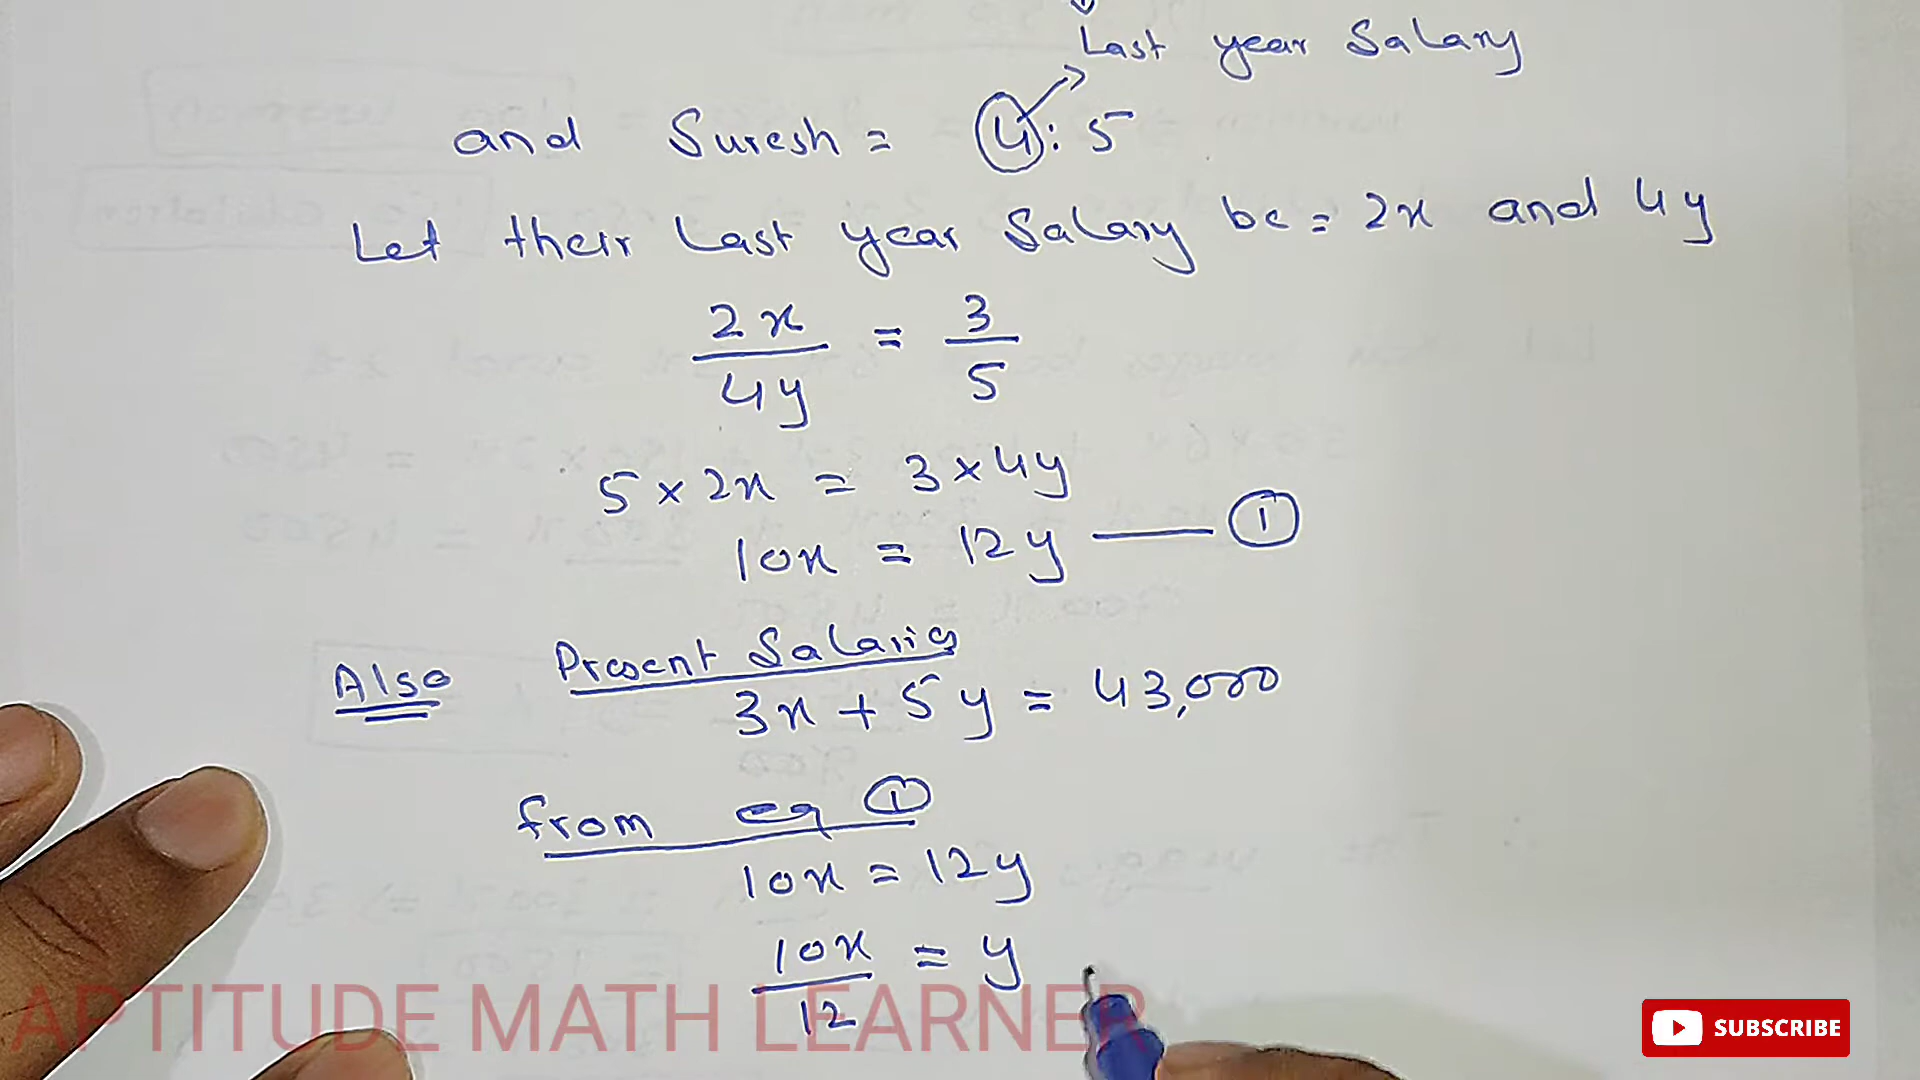 Last year Salary
and Suresh = 4 : 5
Let their Last year Salary be = 2x and 4y
2x/4y = 3/5
5 × 2x = 3 × 4y
10x = 12y —— ①
Also Present Salaries
3x + 5y = 43,000
from eq ①
10x = 12y
10x/12 = y
APTITUDE MATH LEARNER
SUBSCRIBE